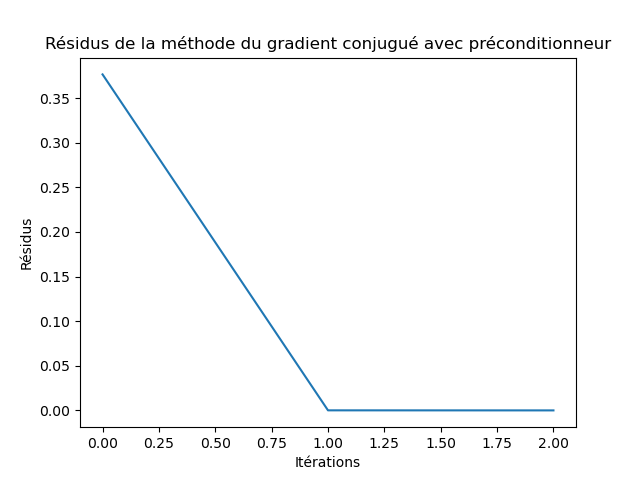 Résidus de la méthode du gradient conjugué avec préconditionneur
0.35
0.30
0.25
0.20
0.15
0.10
0.05
0.00
Résidus
0.00 0.25 0.50 0.75 1.00 1.25 1.50 1.75 2.00
Itérations